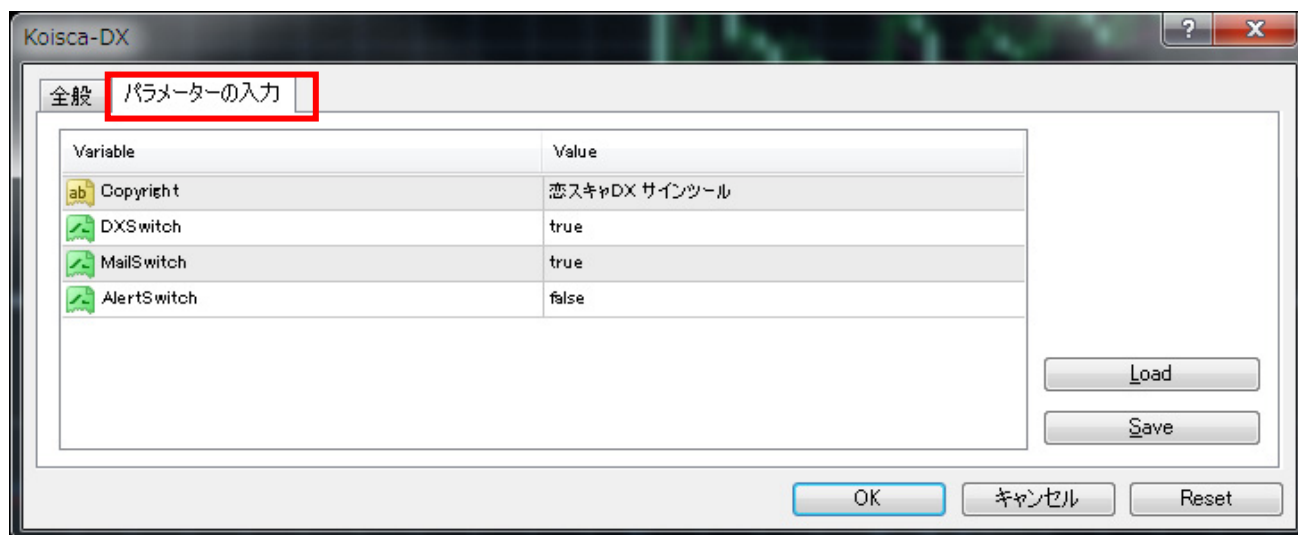 Koisca-DX
?
X
全般 パラメーターの入力
Variable Value
ab Copyright 恋スキャDX サインツール
DXSwitch true
MailSwitch true
AlertSwitch false
Load
Save
OK キャンセル Reset